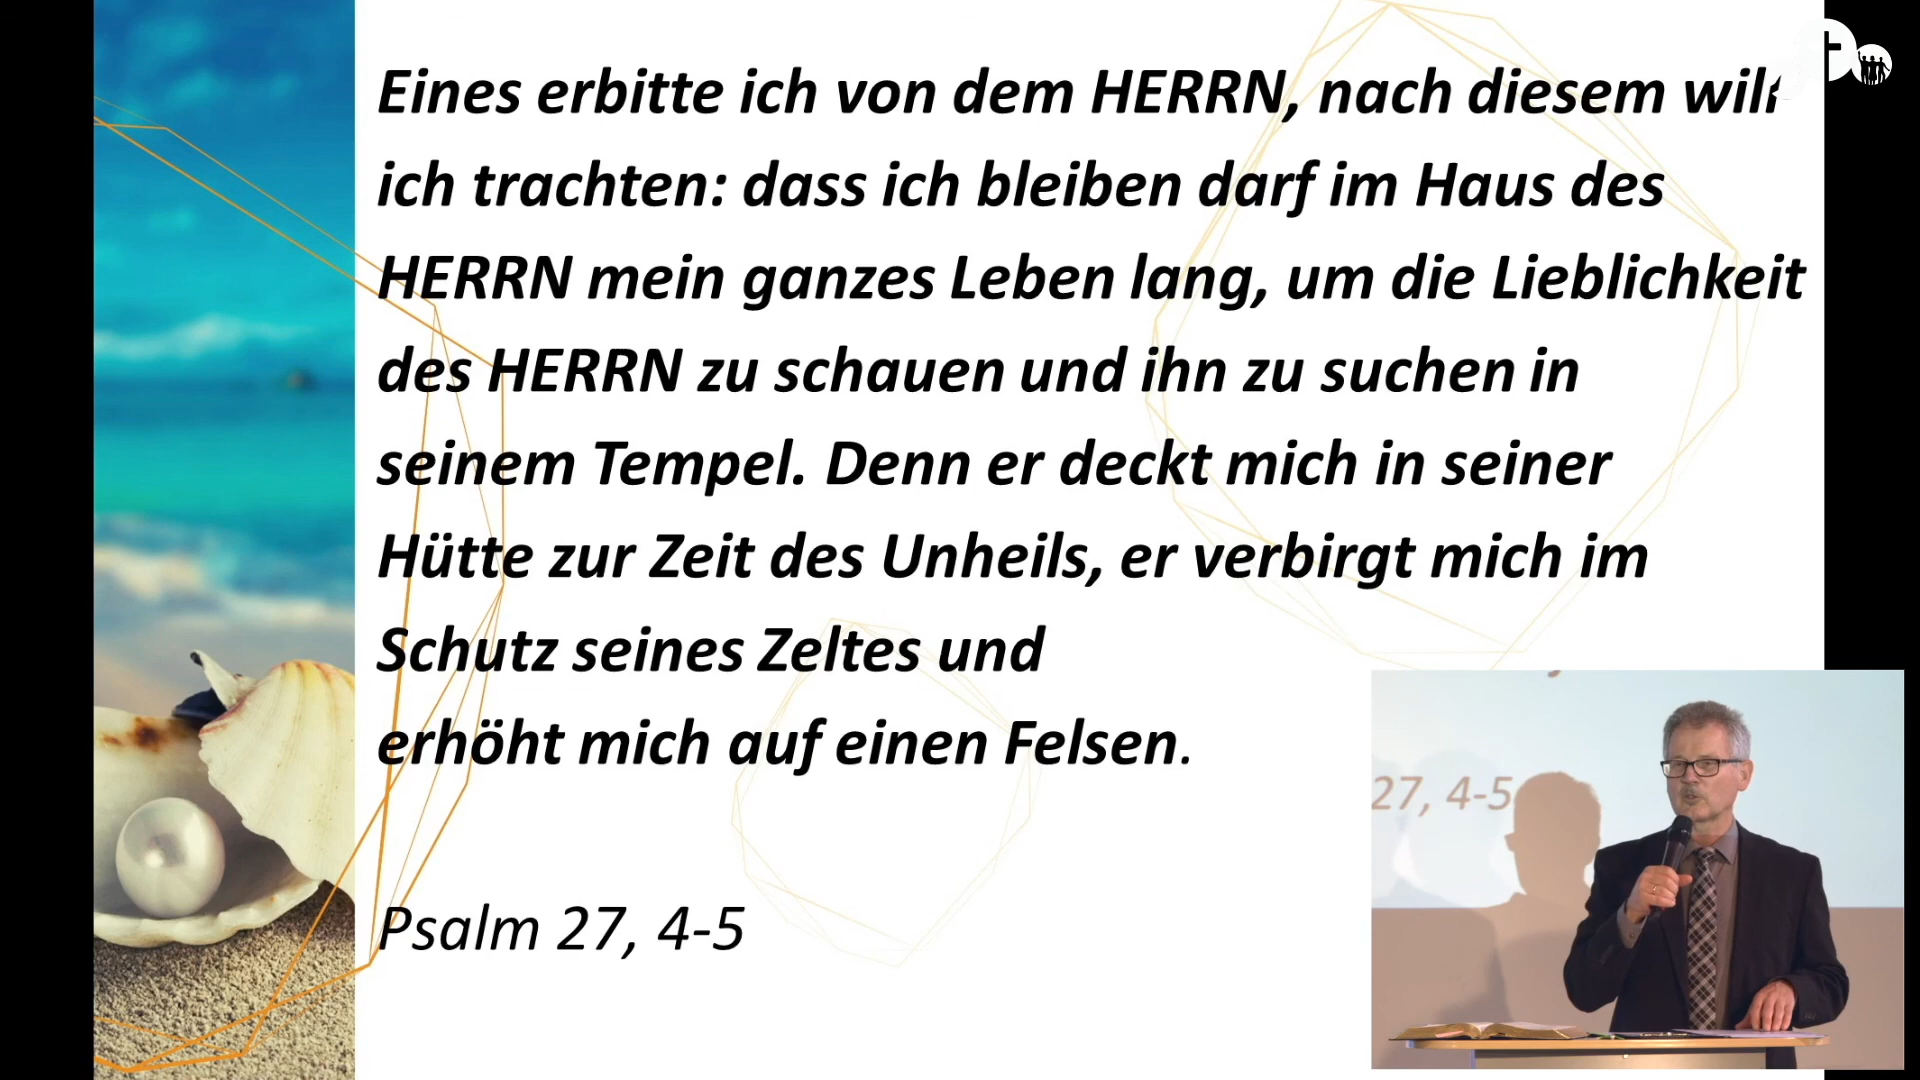 Eines erbitte ich von dem HERRN, nach diesem will
ich trachten: dass ich bleiben darf im Haus des
HERRN mein ganzes Leben lang, um die Lieblichkeit
des HERRN zu schauen und ihn zu suchen in
seinem Tempel. Denn er deckt mich in seiner
Hütte zur Zeit des Unheils, er verbirgt mich im
Schutz seines Zeltes und
erhöht mich auf einen Felsen.
Psalm 27, 4-5
27, 4-5